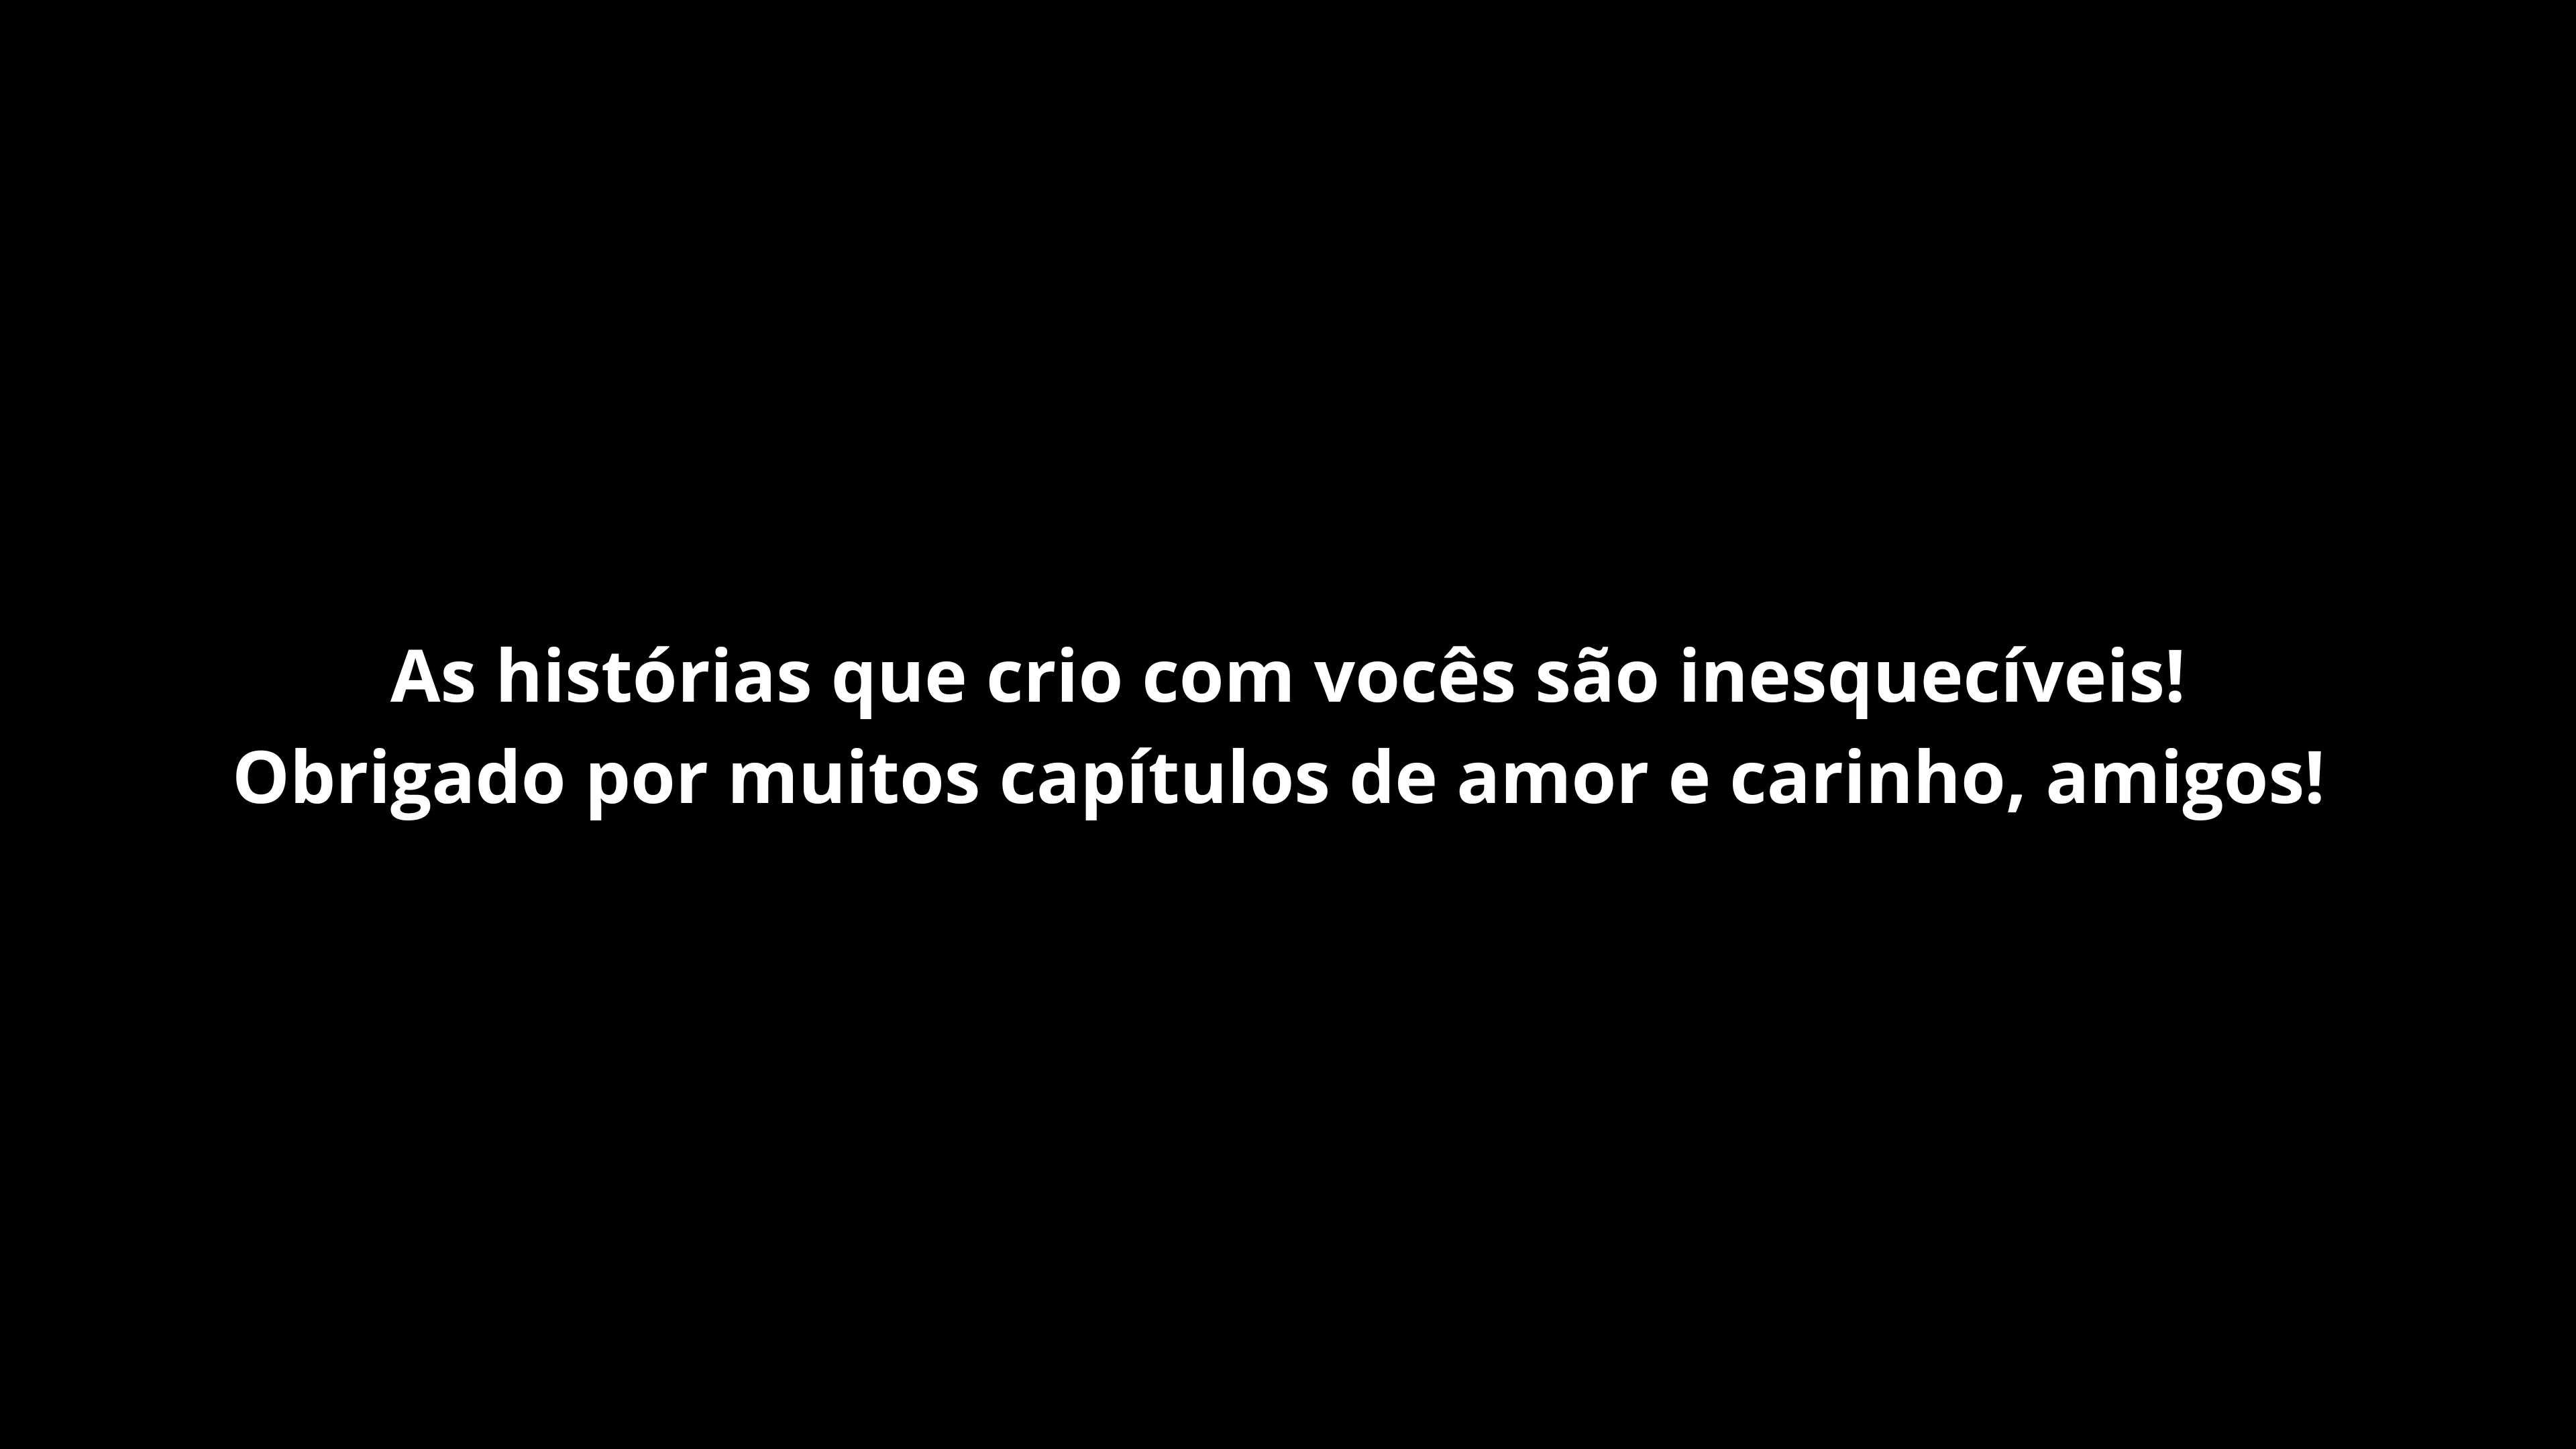 As histórias que crio com vocês são inesquecíveis!
Obrigado por muitos capítulos de amor e carinho, amigos!